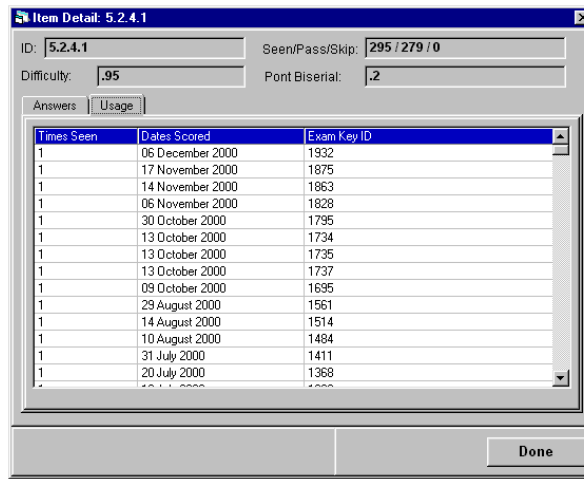 Item Detail: 5.2.4.1
ID: 5.2.4.1 Seen/Pass/Skip: 295 / 279 / 0
Difficulty: .95 Pont Biserial: .2
Answers Usage
Times Seen Dates Scored Exam Key ID
1 06 December 2000 1932
1 17 November 2000 1875
1 14 November 2000 1863
1 06 November 2000 1828
1 30 October 2000 1795
1 13 October 2000 1734
1 13 October 2000 1735
1 13 October 2000 1737
1 09 October 2000 1695
1 29 August 2000 1561
1 14 August 2000 1514
1 10 August 2000 1484
1 31 July 2000 1411
1 20 July 2000 1368
Done